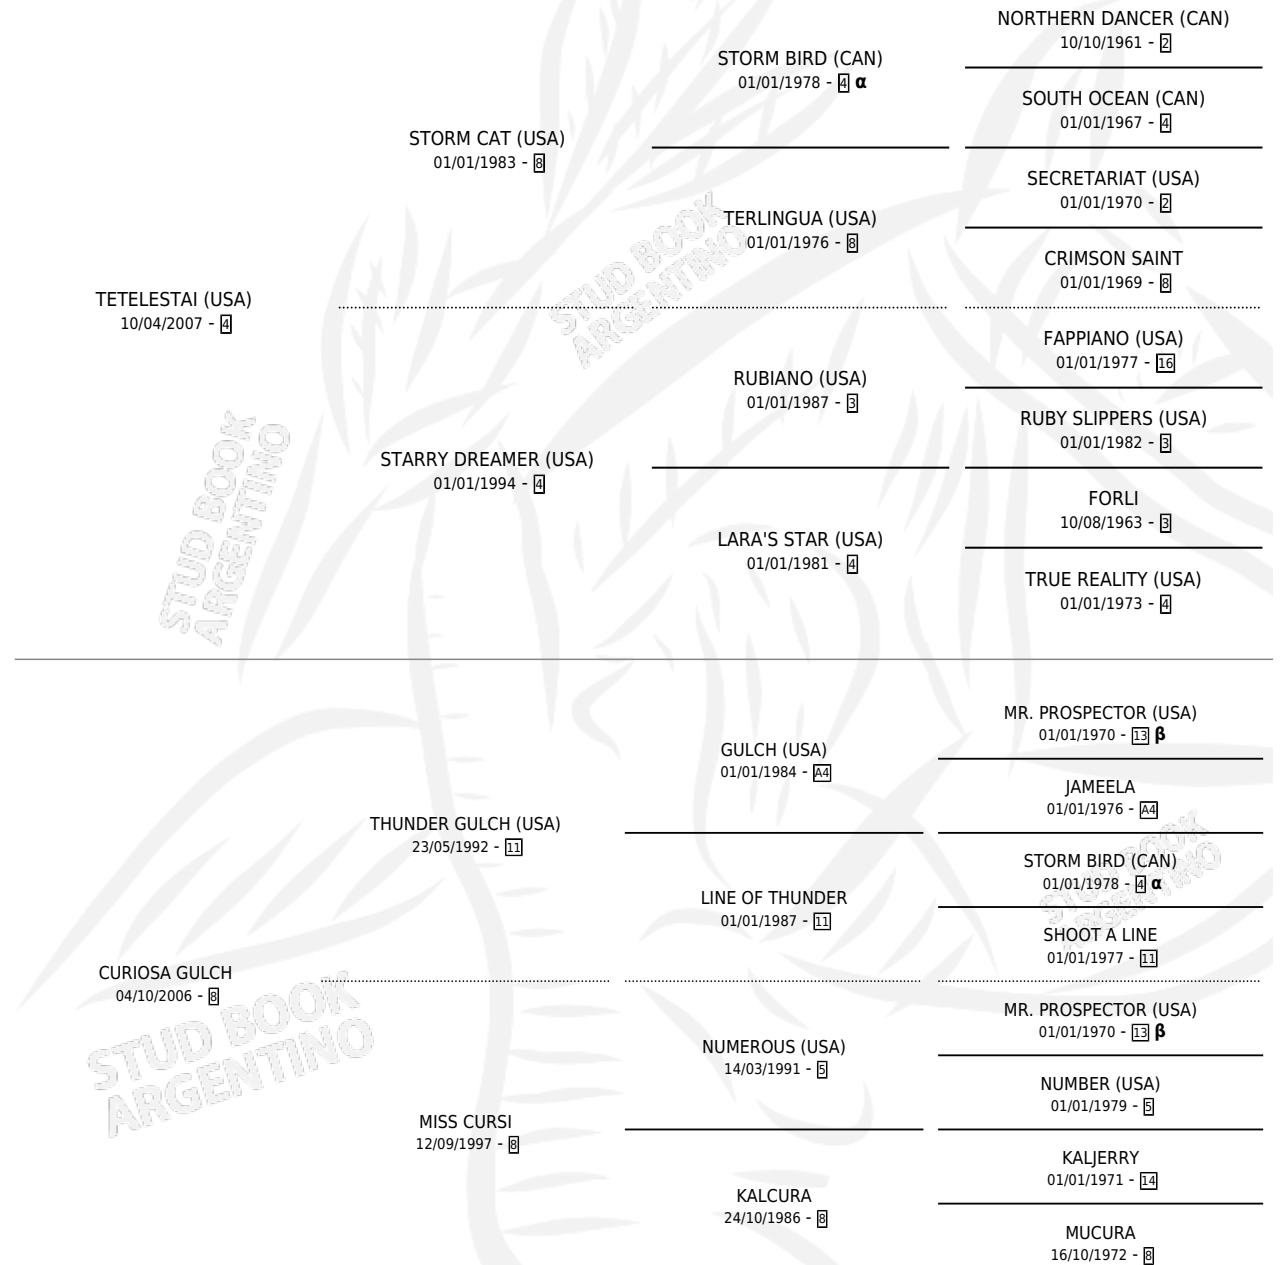 NORTHERN DANCER (CAN)
10/10/1961 - 2
STORM BIRD (CAN)
01/01/1978 - 4 α
SOUTH OCEAN (CAN)
01/01/1967 - 4
STORM CAT (USA)
01/01/1983 - 8
SECRETARIAT (USA)
01/01/1970 - 2
TERLINGUA (USA)
01/01/1976 - 8
CRIMSON SAINT
01/01/1969 - 8
STUD BOOK
ARGENTINO
TETELESTAI (USA)
10/04/2007 - 4
FAPPIANO (USA)
01/01/1977 - 16
RUBIANO (USA)
01/01/1987 - 3
RUBY SLIPPERS (USA)
01/01/1982 - 3
STARRY DREAMER (USA)
01/01/1994 - 4
FORLI
10/08/1963 - 3
LARA'S STAR (USA)
01/01/1981 - 4
TRUE REALITY (USA)
01/01/1973 - 4
STUD BOOK
ARGENTINO
MR. PROSPECTOR (USA)
01/01/1970 - 13 β
GULCH (USA)
01/01/1984 - A4
JAMEELA
01/01/1976 - A4
THUNDER GULCH (USA)
23/05/1992 - 11
STORM BIRD (CAN)
01/01/1978 - 4 α
LINE OF THUNDER
01/01/1987 - 11
SHOOT A LINE
01/01/1977 - 11
STUD BOOK
ARGENTINO
CURIOSA GULCH
04/10/2006 - 8
MR. PROSPECTOR (USA)
01/01/1970 - 13 β
NUMEROUS (USA)
14/03/1991 - 5
NUMBER (USA)
01/01/1979 - 5
STUD BOOK
ARGENTINO
MISS CURSI
12/09/1997 - 8
KALJERRY
01/01/1971 - 14
KALCURA
24/10/1986 - 8
MUCURA
16/10/1972 - 8